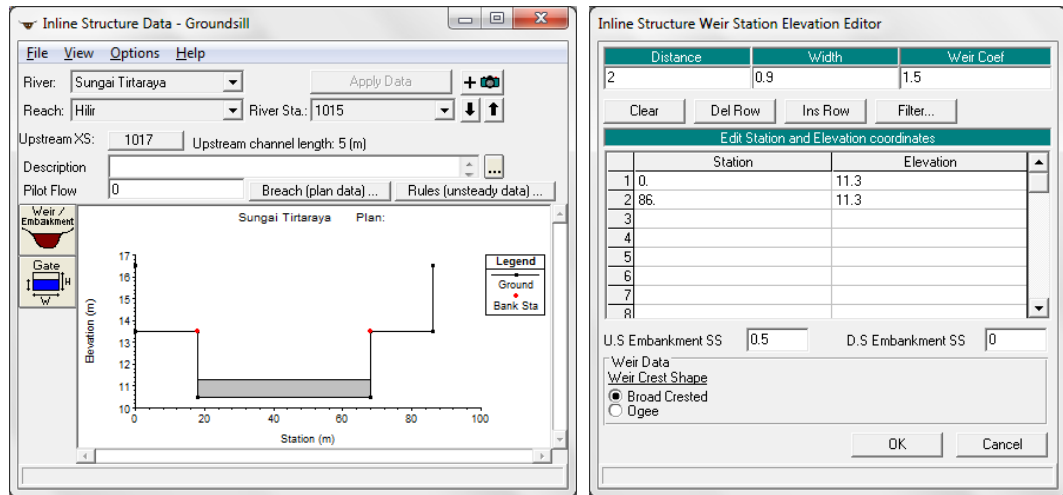 Inline Structure Data - Groundsill
File View Options Help
River: Sungai Tirtaraya Apply Data
Reach: Hilir River Sta.: 1015
Upstream XS: 1017 Upstream channel length: 5 (m)
Description ...
Pilot Flow 0 Breach (plan data) ... Rules (unsteady data) ...
Weir / Embankment
Gate
H
W
Sungai Tirtaraya Plan:
Elevation (m)
17
16
15
14
13
12
11
10
0 20 40 60 80 100
Station (m)
Legend
Ground
Bank Sta
Inline Structure Weir Station Elevation Editor
Distance Width Weir Coef
2 0.9 1.5
Clear Del Row Ins Row Filter...
Edit Station and Elevation coordinates
Station Elevation
1 0. 11.3
2 86. 11.3
3
4
5
6
7
8
U.S Embankment SS 0.5 D.S Embankment SS 0
Weir Data
Weir Crest Shape
Broad Crested
Ogee
OK Cancel